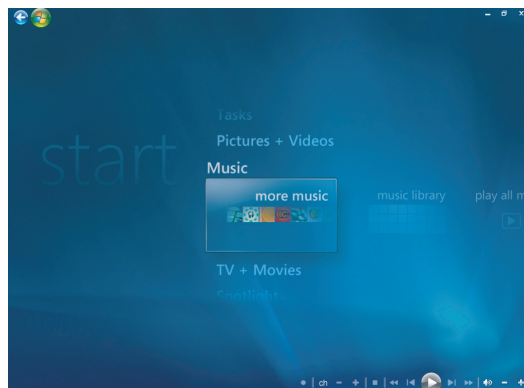 start
Tasks
Pictures + Videos
Music
more music
music library
play all m
TV + Movies
Spotlight
ch